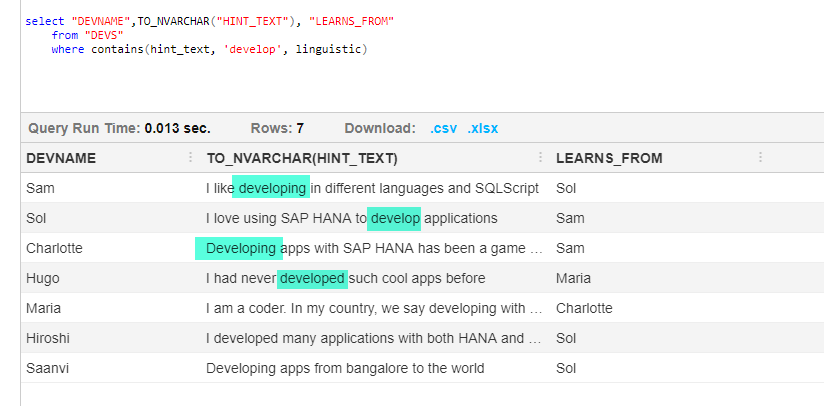 select "DEVNAME",TO_NVARCHAR("HINT_TEXT"), "LEARNS_FROM"
from "DEVS"
where contains(hint_text, 'develop', linguistic)
Query Run Time: 0.013 sec. Rows: 7 Download: .csv .xlsx
DEVNAME TO_NVARCHAR(HINT_TEXT) LEARNS_FROM
Sam I like developing in different languages and SQLScript Sol
Sol I love using SAP HANA to develop applications Sam
Charlotte Developing apps with SAP HANA has been a game ... Sam
Hugo I had never developed such cool apps before Maria
Maria I am a coder. In my country, we say developing with ... Charlotte
Hiroshi I developed many applications with both HANA and ... Sol
Saanvi Developing apps from bangalore to the world Sol